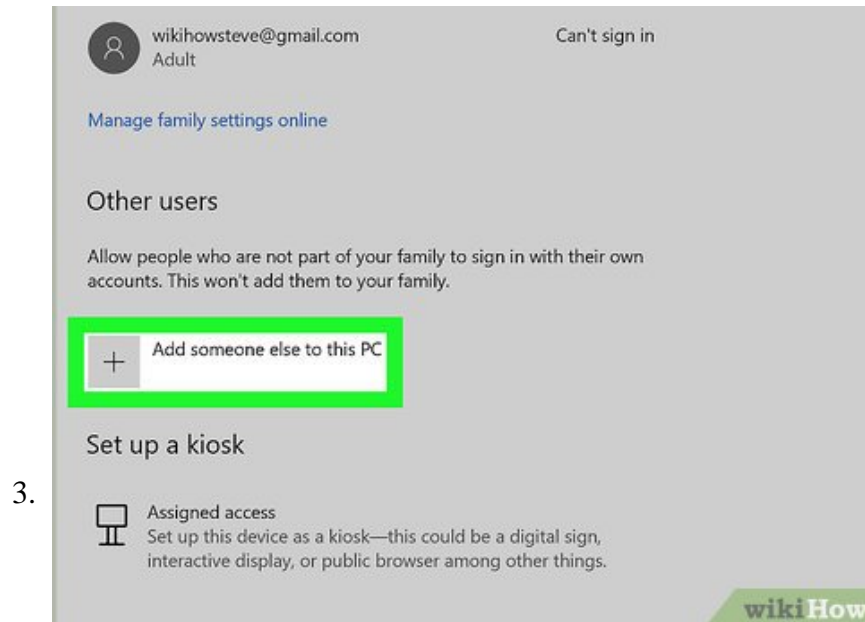 wikihowsteve@gmail.com
Can't sign in
Adult
Manage family settings online
Other users
Allow people who are not part of your family to sign in with their own
accounts. This won't add them to your family.
Add someone else to this PC
Set up a kiosk
3.
Assigned access
Set up this device as a kiosk—this could be a digital sign,
interactive display, or public browser among other things.
wikiHow